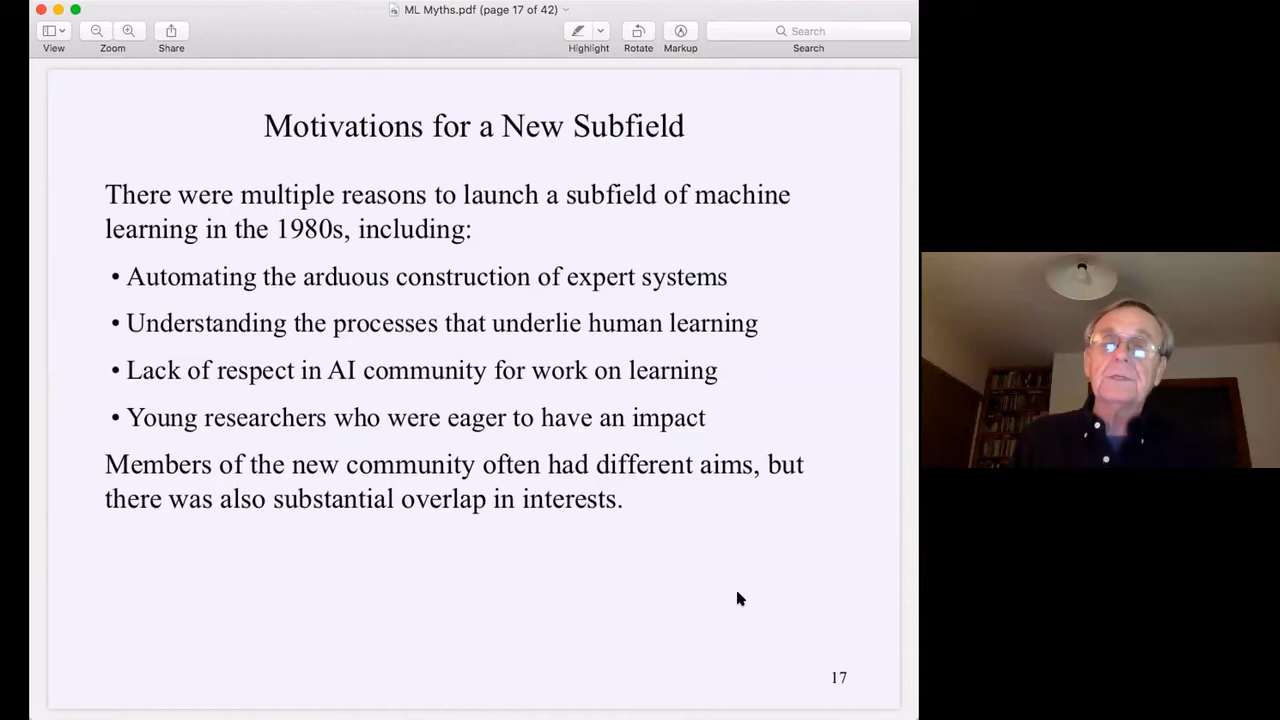 ML Myths.pdf (page 17 of 42)
View
Zoom
Share
Highlight
Rotate
Markup
Search
Search
Motivations for a New Subfield
There were multiple reasons to launch a subfield of machine
learning in the 1980s, including:
• Automating the arduous construction of expert systems
• Understanding the processes that underlie human learning
• Lack of respect in AI community for work on learning
• Young researchers who were eager to have an impact
Members of the new community often had different aims, but
there was also substantial overlap in interests.
17